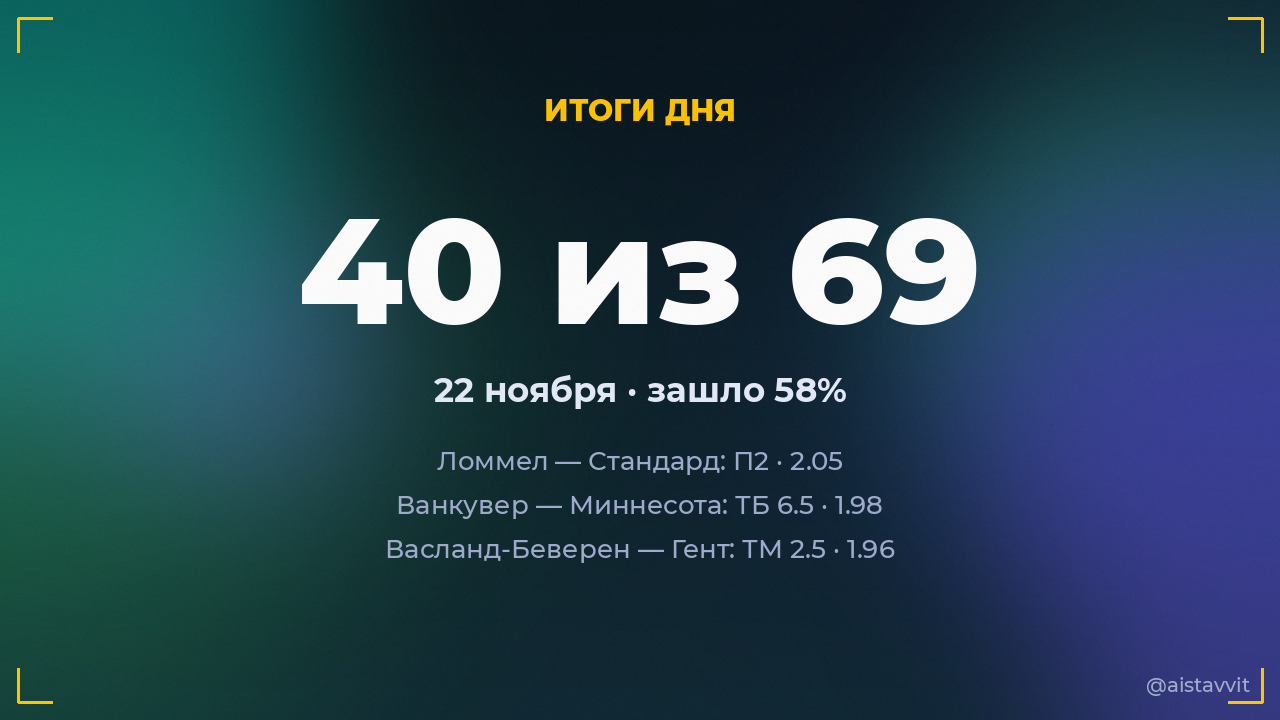 ИТОГИ ДНЯ
40 из 69
22 ноября · зашло 58%
Ломмел — Стандард: П2 · 2.05
Ванкувер — Миннесота: ТБ 6.5 · 1.98
Васланд-Беверен — Гент: ТМ 2.5 · 1.96
@aistavvit